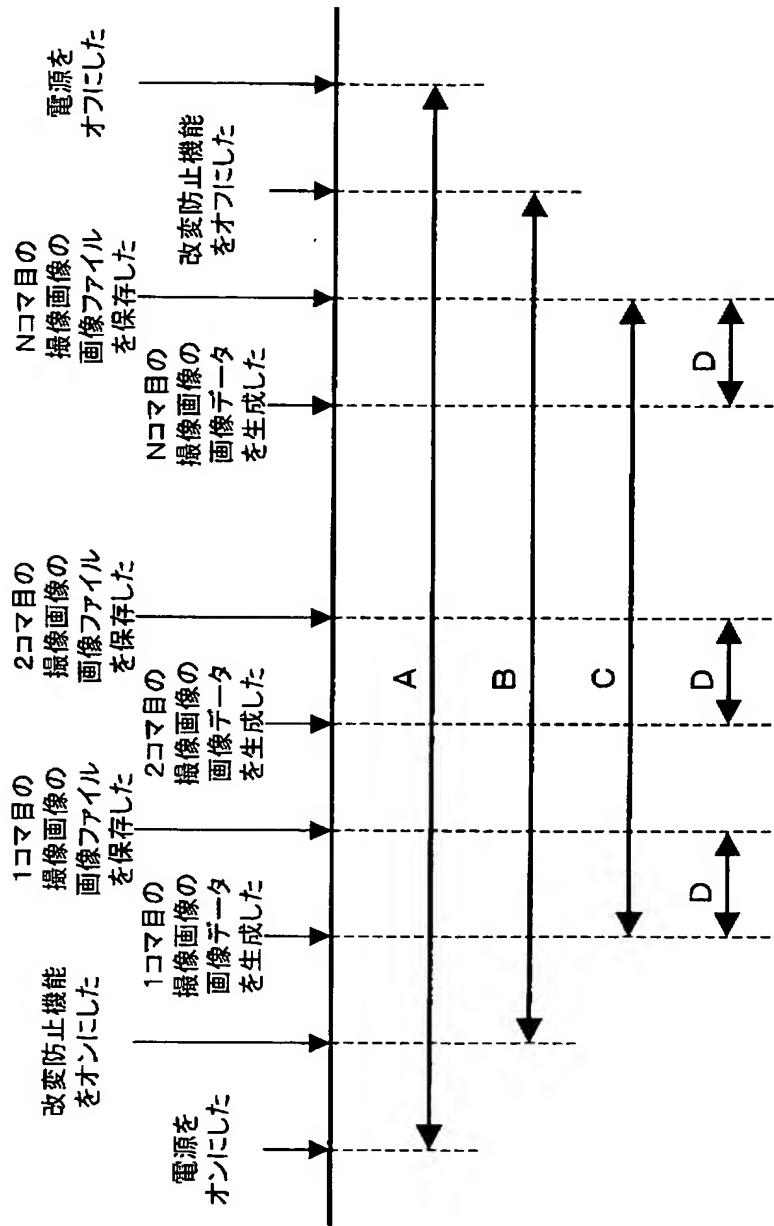 電源を
オンにした
改変防止機能
をオンにした
1コマ目の
撮像画像の
画像データ
を生成した
1コマ目の
撮像画像の
画像ファイル
を保存した
2コマ目の
撮像画像の
画像データ
を生成した
2コマ目の
撮像画像の
画像ファイル
を保存した
Nコマ目の
撮像画像の
画像データ
を生成した
Nコマ目の
撮像画像の
画像ファイル
を保存した
改変防止機能
をオフにした
電源を
オフにした
A
B
C
D
D
D